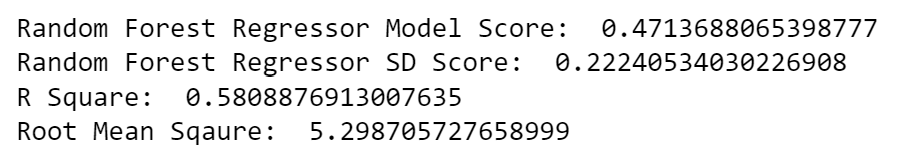 Random Forest Regressor Model Score:  0.4713688065398777
Random Forest Regressor SD Score:  0.22240534030226908
R Square:  0.5808876913007635
Root Mean Sqaure:  5.298705727658999